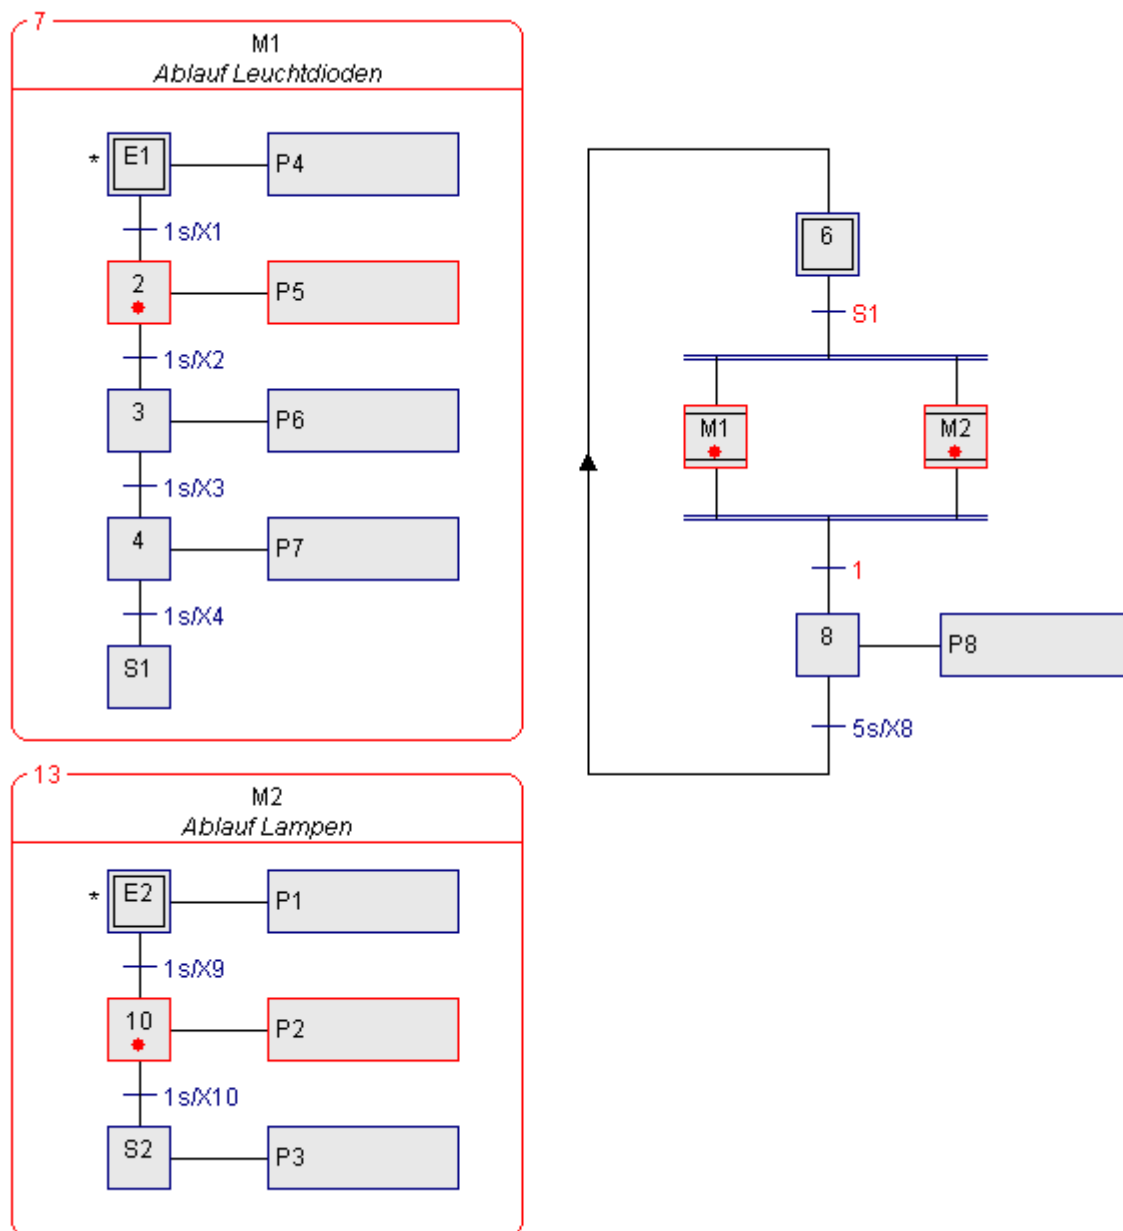 7
M1
Ablauf Leuchtdioden
* E1 P4
1s/X1
2 P5
1s/X2
3 P6
1s/X3
4 P7
1s/X4
S1
6
S1
M1 M2
1
8 P8
5s/X8
13
M2
Ablauf Lampen
* E2 P1
1s/X9
10 P2
1s/X10
S2 P3